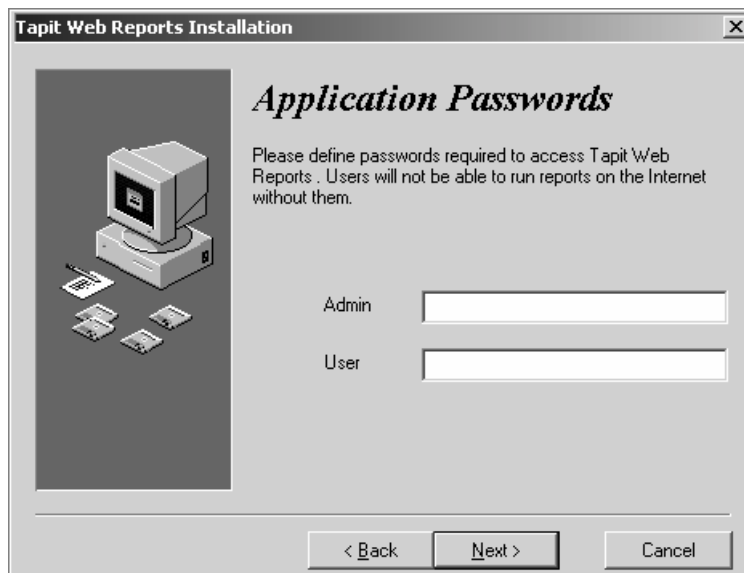 Tapit Web Reports Installation
Application Passwords
Please define passwords required to access Tapit Web
Reports . Users will not be able to run reports on the Internet
without them.
Admin
User
< Back
Next >
Cancel